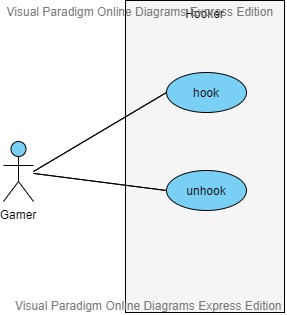 Visual Paradigm Online Diagrams Express Edition
Hooker
hook
unhook
Gamer
Visual Paradigm Online Diagrams Express Edition